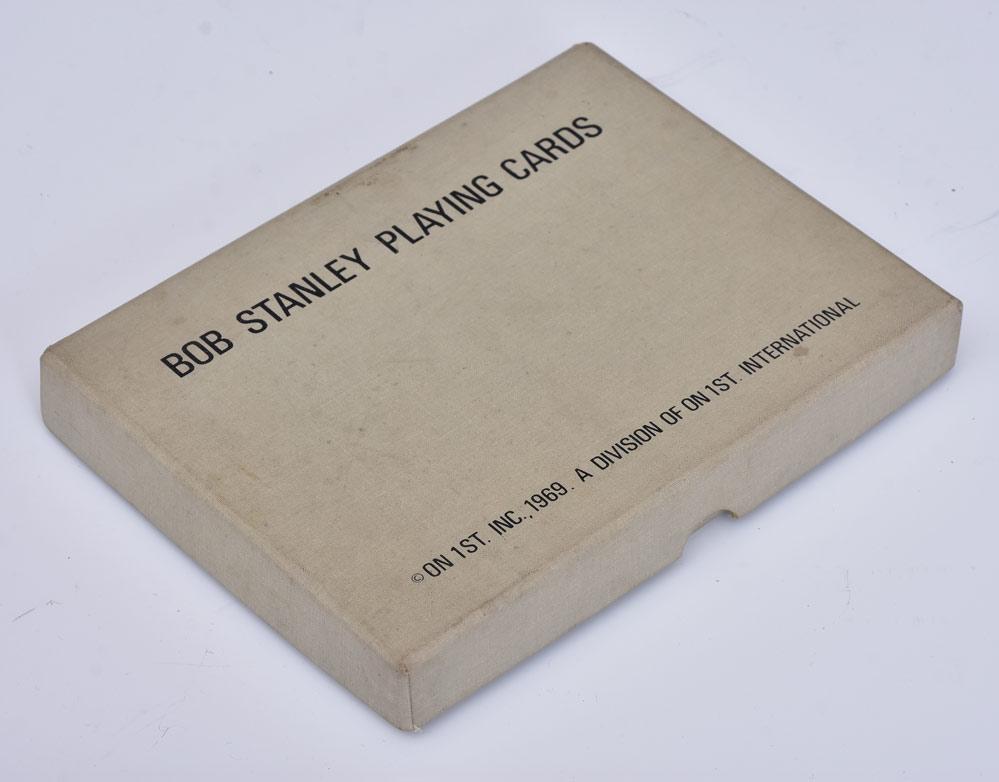 BOB STANLEY PLAYING CARDS
© ON 1ST. INC., 1969. A DIVISION OF ON 1ST. INTERNATIONAL